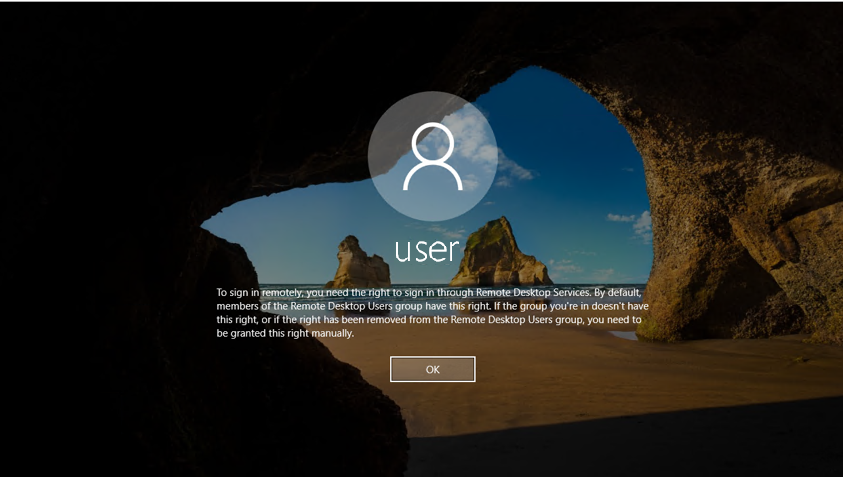 user
To sign in remotely, you need the right to sign in through Remote Desktop Services. By default,
members of the Remote Desktop Users group have this right. If the group you're in doesn't have
this right, or if the right has been removed from the Remote Desktop Users group, you need to
be granted this right manually.
OK